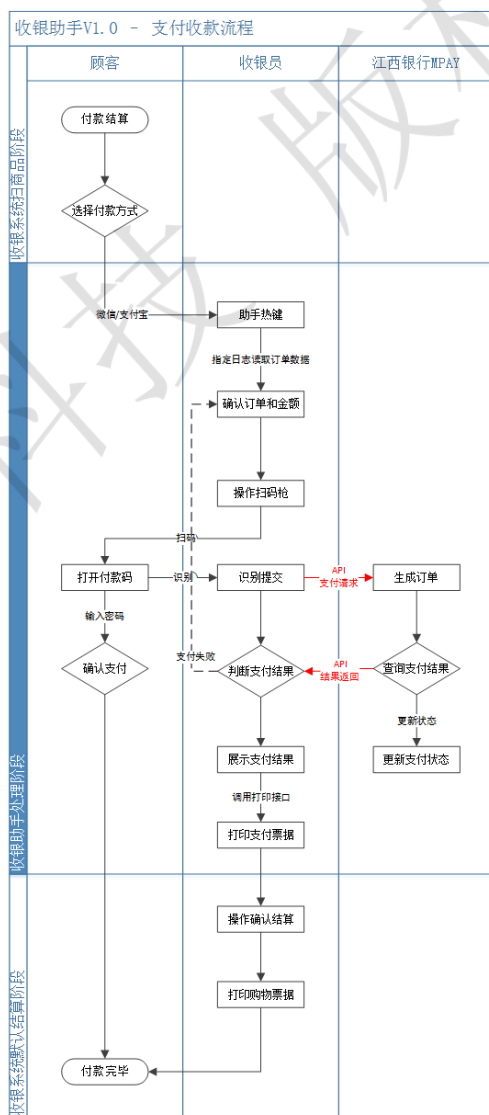 收银助手V1.0 - 支付收款流程
顾客
收银员
江西银行MPAY
收银系统扫商品阶段
付款结算
选择付款方式
收银助手处理阶段
微信/支付宝
助手热键
指定日志读取订单数据
确认订单和金额
操作扫码枪
扫码
打开付款码
识别
识别提交
API
支付请求
生成订单
输入密码
确认支付
支付失败
判断支付结果
API
结果返回
查询支付结果
更新状态
展示支付结果
更新支付状态
调用打印接口
打印支付票据
收银系统默认结算阶段
操作确认结算
打印购物票据
付款完毕
科技 版权